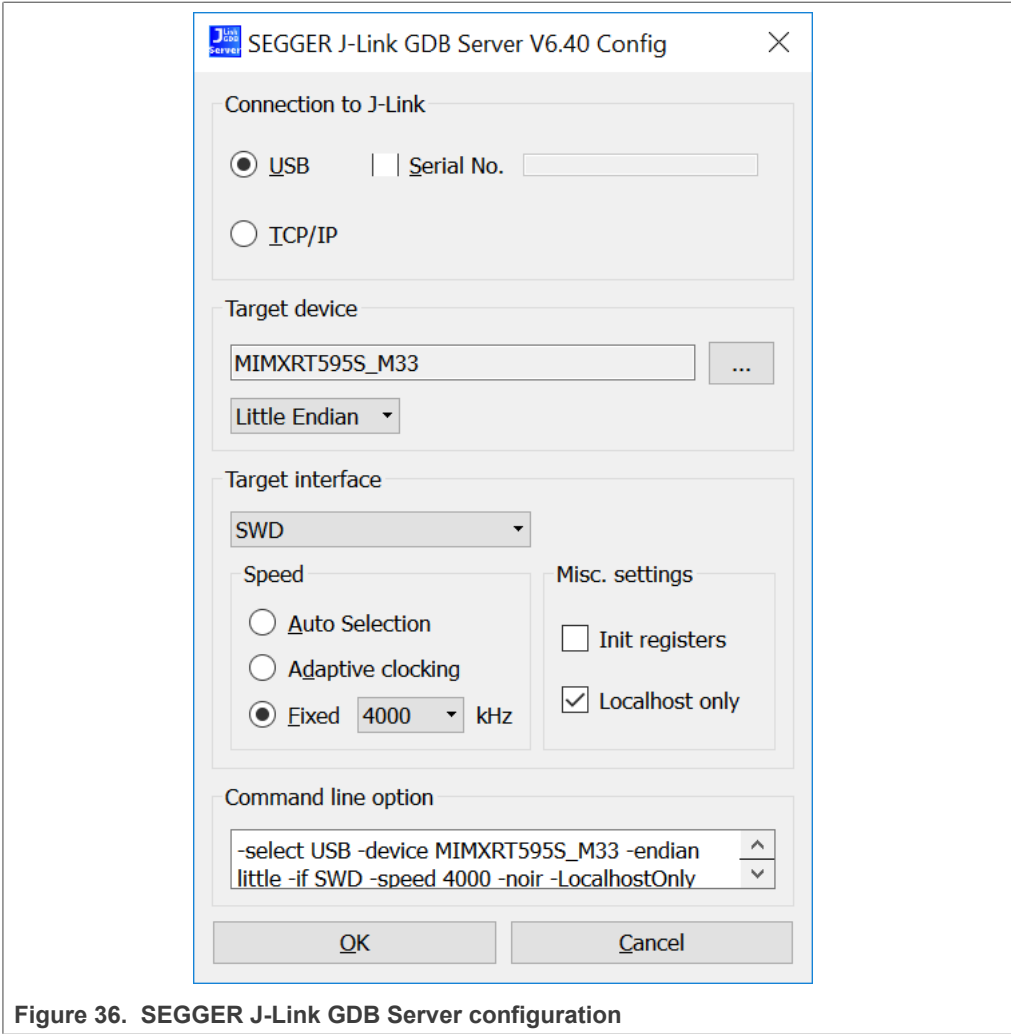 J-Link
GDB
Server
SEGGER J-Link GDB Server V6.40 Config
Connection to J-Link
USB
Serial No.
TCP/IP
Target device
MIMXRT595S_M33
...
Little Endian
Target interface
SWD
Speed
Misc. settings
Auto Selection
Init registers
Adaptive clocking
Localhost only
Fixed 4000 kHz
Command line option
-select USB -device MIMXRT595S_M33 -endian
little -if SWD -speed 4000 -noir -LocalhostOnly
OK
Cancel
Figure 36. SEGGER J-Link GDB Server configuration